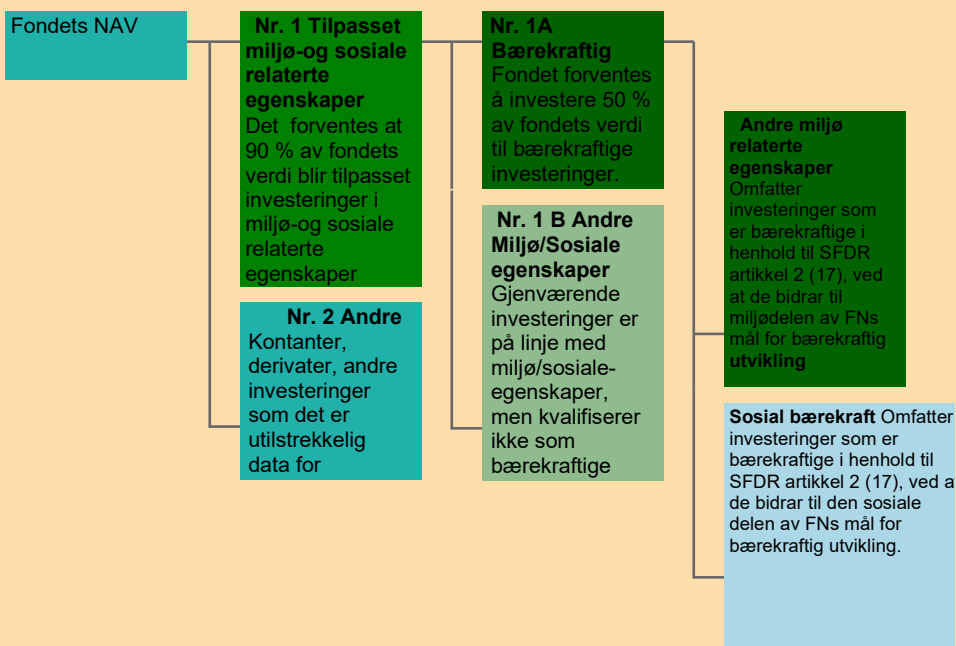 Fondets NAV
Nr. 1 Tilpasset
miljø-og sosiale
relaterte
egenskaper
Det forventes at
90 % av fondets
verdi blir tilpasset
investeringer i
miljø-og sosiale
relaterte
egenskaper
Nr. 2 Andre
Kontanter,
derivater, andre
investeringer
som det er
utilstrekkelig
data for
Nr. 1A
Bærekraftig
Fondet forventes
å investere 50 %
av fondets verdi
til bærekraftige
investeringer.
Nr. 1 B Andre
Miljø/Sosiale
egenskaper
Gjenværende
investeringer er
på linje med
miljø/sosiale-
egenskaper,
men kvalifiserer
ikke som
bærekraftige
Andre miljø
relaterte
egenskaper
Omfatter
investeringer som
er bærekraftige i
henhold til SFDR
artikkel 2 (17), ved
at de bidrar til
miljødelen av FNs
mål for bærekraftig
utvikling
Sosial bærekraft Omfatter
investeringer som er
bærekraftige i henhold til
SFDR artikkel 2 (17), ved a
de bidrar til den sosiale
delen av FNs mål for
bærekraftig utvikling.